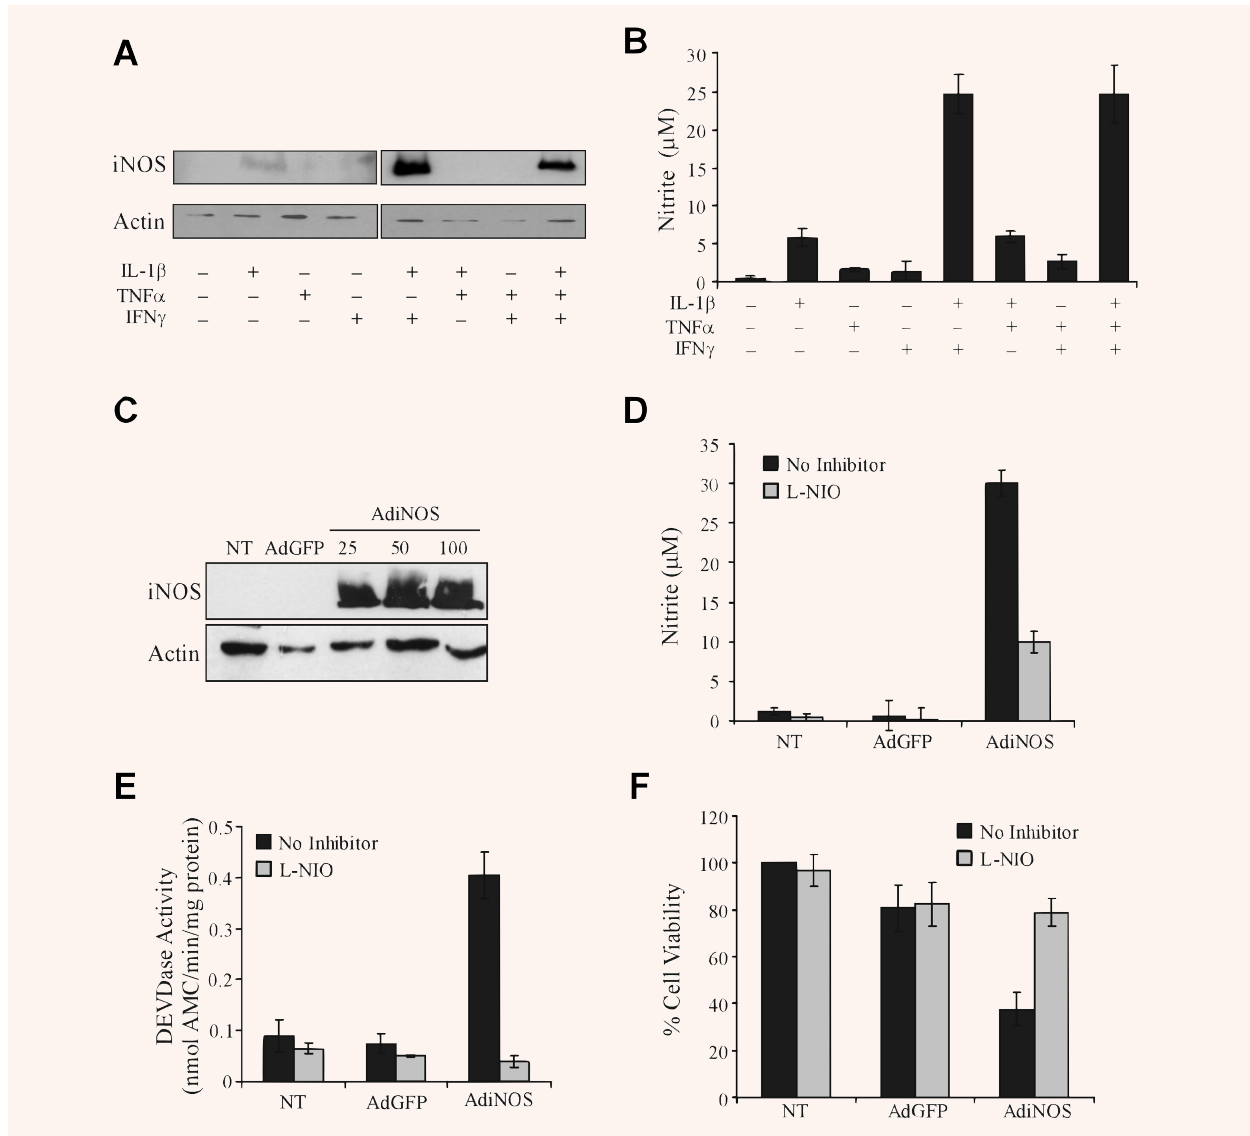 A
iNOS
Actin
IL-1β – + – – + + – +
TNFα – – + – – + + +
IFNγ – – – + + – + +
B
Nitrite (μM)
30
25
20
15
10
5
0
IL-1β – + – – + + – +
TNFα – – + – – + + +
IFNγ – – – + + – + +
C
AdiNOS
NT AdGFP 25 50 100
iNOS
Actin
D
Nitrite (μM)
35
30
25
20
15
10
5
0
No Inhibitor
L-NIO
NT AdGFP AdiNOS
E
DEVDase Activity
(nmol AMC/min/mg protein)
0.5
0.4
0.3
0.2
0.1
0
No Inhibitor
L-NIO
NT AdGFP AdiNOS
F
% Cell Viability
120
100
80
60
40
20
0
No Inhibitor
L-NIO
NT AdGFP AdiNOS